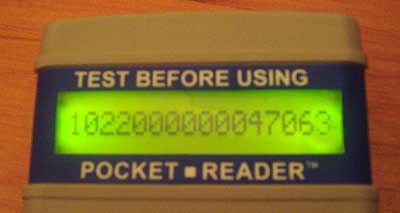 TEST BEFORE USING
1022000000047063
POCKET ■ READER™